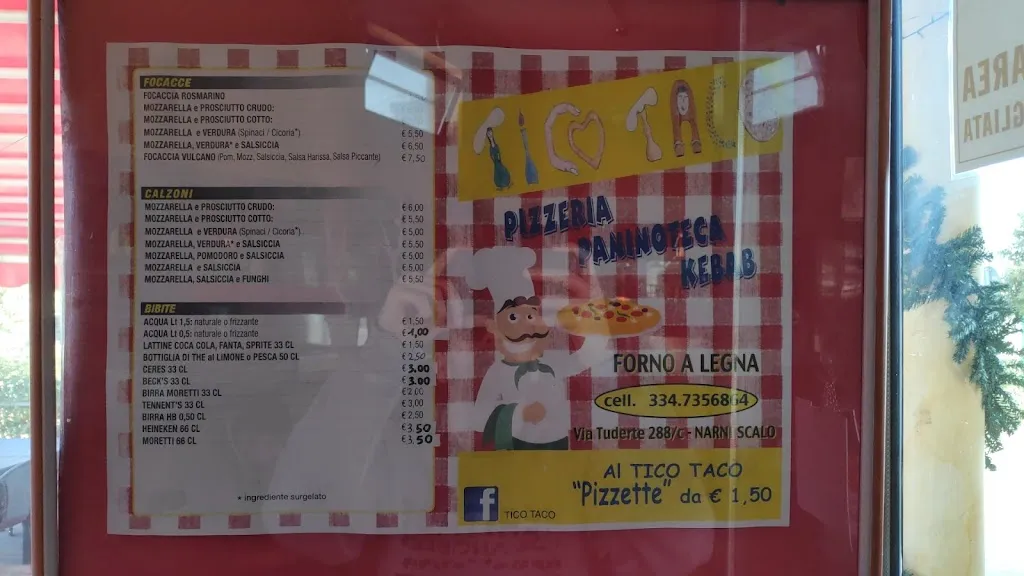 FOCACCE
FOCACCIA ROSMARINO
MOZZARELLA e PROSCIUTTO CRUDO:
MOZZARELLA e PROSCIUTTO COTTO:
MOZZARELLA e VERDURA (Spinaci / Cicoria*) € 5,50
MOZZARELLA, VERDURA* e SALSICCIA € 6,50
FOCACCIA VULCANO (Pom, Mozz, Salsiccia, Salsa Harissa, Salsa Piccante) € 7,50
CALZONI
MOZZARELLA e PROSCIUTTO CRUDO: € 6,00
MOZZARELLA e PROSCIUTTO COTTO: € 5,50
MOZZARELLA e VERDURA (Spinaci / Cicoria*) € 5,00
MOZZARELLA, VERDURA* e SALSICCIA € 5,50
MOZZARELLA, POMODORO e SALSICCIA € 5,00
MOZZARELLA e SALSICCIA € 5,00
MOZZARELLA, SALSICCIA e FUNGHI € 5,50
BIBITE
ACQUA Lt 1,5: naturale o frizzante € 1,50
ACQUA Lt 0,5: naturale o frizzante € 1,00
LATTINE COCA COLA, FANTA, SPRITE 33 CL € 1,50
BOTTIGLIA DI THE al LIMONE o PESCA 50 CL € 2,50
CERES 33 CL € 3,00
BECK'S 33 CL € 3,00
BIRRA MORETTI 33 CL € 2,00
TENNENT'S 33 CL € 3,00
BIRRA HB 0,50 CL € 2,50
HEINEKEN 66 CL € 3,50
MORETTI 66 CL € 3,50
* ingrediente surgelato
TICO TACO
PIZZERIA
PANINOTECA
KEBAB
FORNO A LEGNA
cell. 334.7356864
Via Tuderte 288/c - NARNI SCALO
Al TICO TACO
"Pizzette" da € 1,50
f TICO TACO
AREA
GLIATA